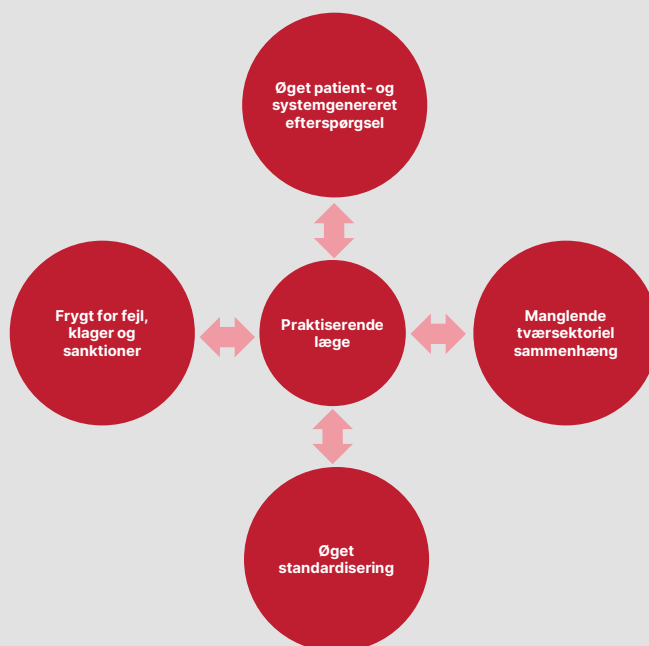 Øget patient- og
systemgenereret
efterspørgsel
Frygt for fejl,
klager og
sanktioner
Praktiserende
læge
Manglende
tværsektoriel
sammenhæng
Øget
standardisering